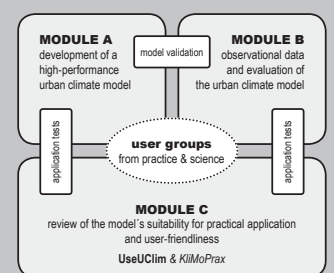 MODULE A
development of a
high-performance
urban climate model
model validation
MODULE B
observational data
and evaluation of
the urban climate model
application tests
user groups
from practice & science
application tests
MODULE C
review of the model´s suitability for practical application
and user-friendliness
UseUClim & KliMoPrax